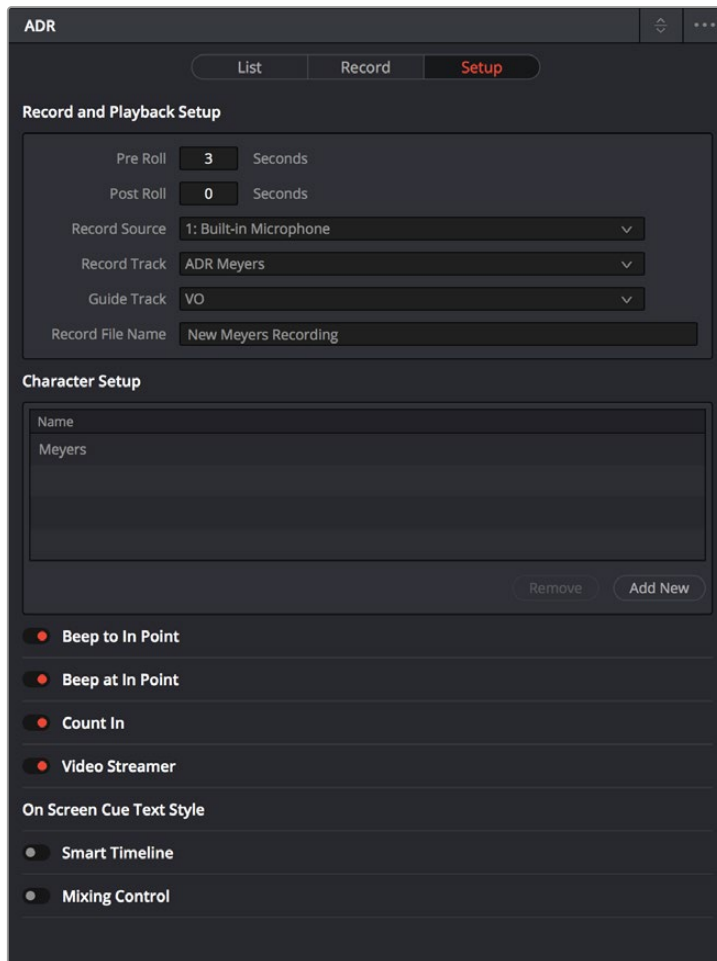 ADR
List Record Setup
Record and Playback Setup
Pre Roll 3 Seconds
Post Roll 0 Seconds
Record Source 1: Built-in Microphone
Record Track ADR Meyers
Guide Track VO
Record File Name New Meyers Recording
Character Setup
Name
Meyers
Remove Add New
Beep to In Point
Beep at In Point
Count In
Video Streamer
On Screen Cue Text Style
Smart Timeline
Mixing Control